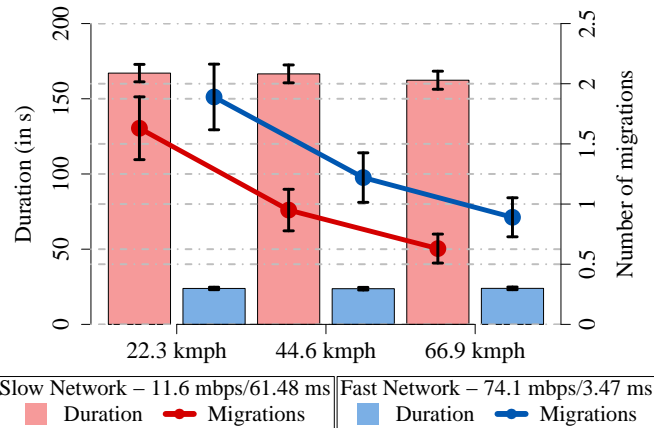 Duration (in s)
0
50
100
150
200
Number of migrations
0
0.5
1
1.5
2
2.5
22.3 kmph
44.6 kmph
66.9 kmph
Slow Network – 11.6 mbps/61.48 ms
Duration
Migrations
Fast Network – 74.1 mbps/3.47 ms
Duration
Migrations